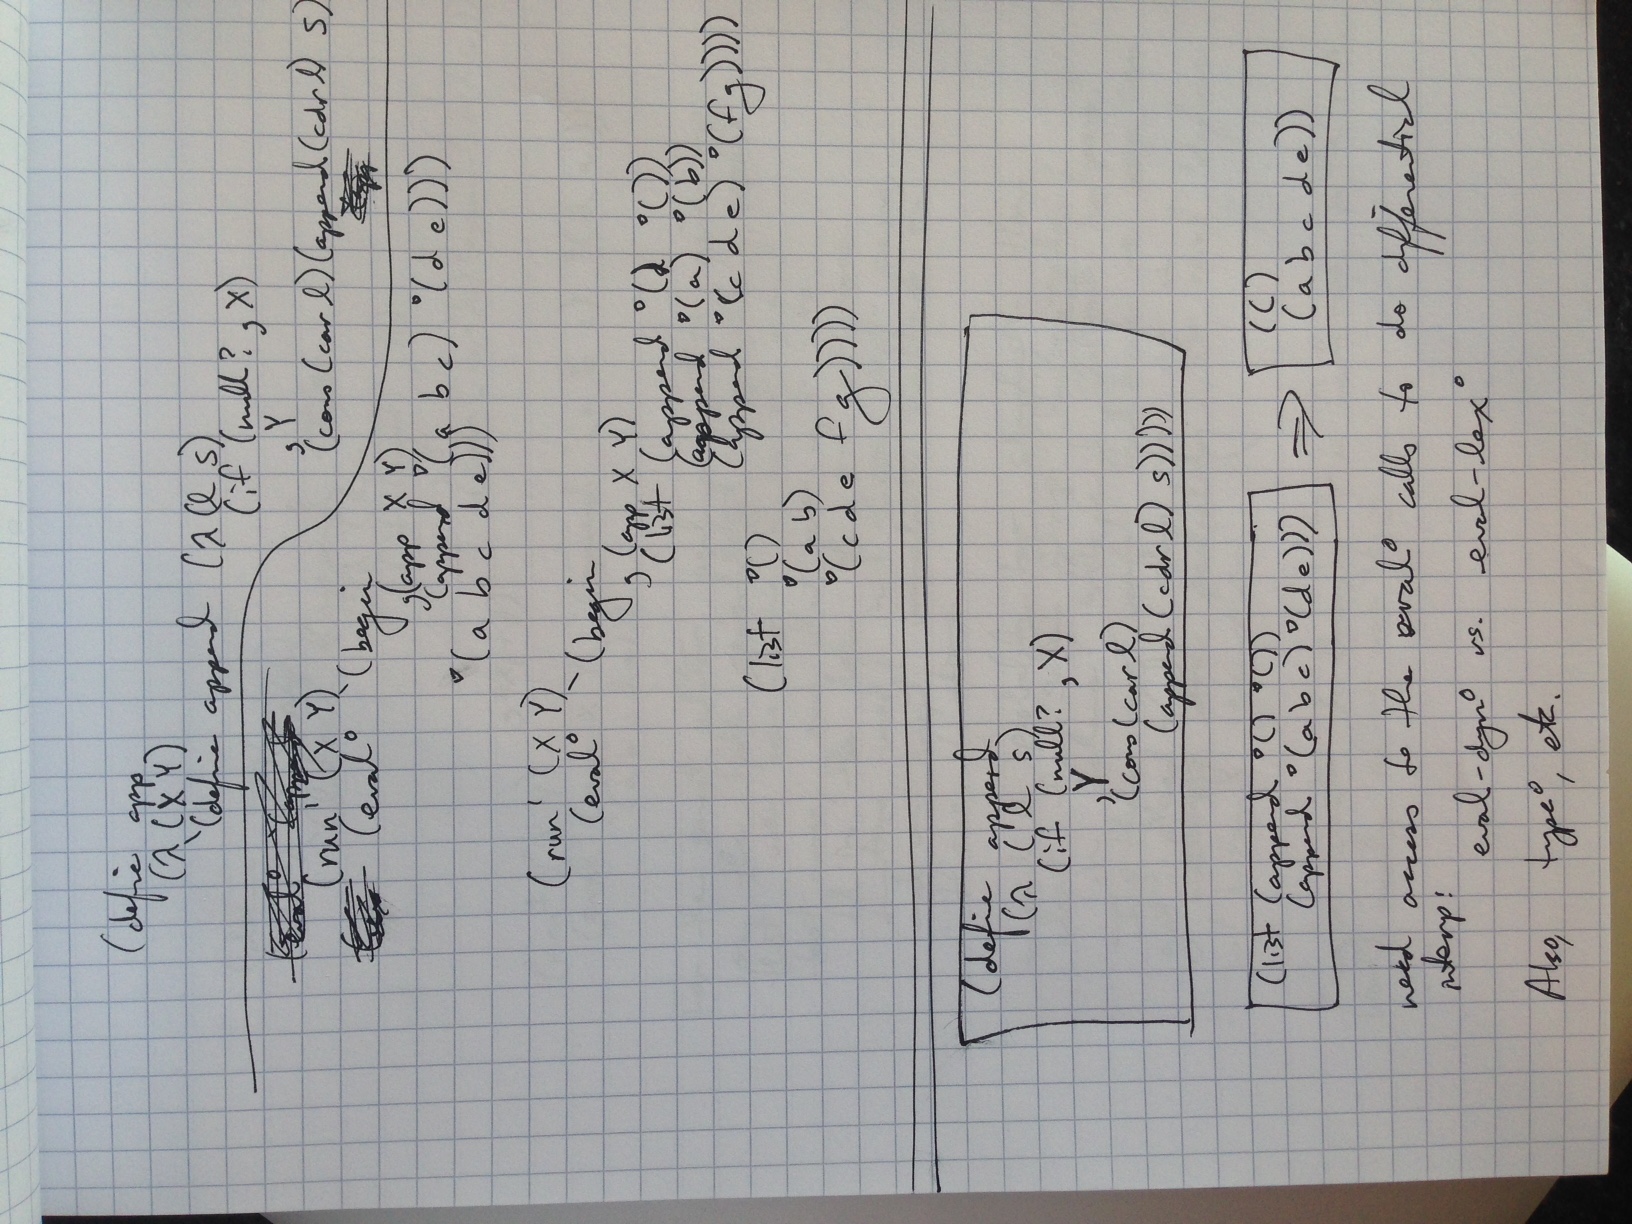 (define app
(λ (X Y)
`(define append (λ (l s)
(if (null? ,X)
,Y
(cons (car l) (append (cdr l) s)
(eval° (append
(run¹ (X Y)
(eval° `(begin
,(app X Y)
(append °(a b c) °(d e)))
°(a b c d e)))
(run¹ (X Y)
(eval° `(begin
,(app X Y)
(list (append °() °())
(append °(a) °(b))
(append °(c d e) °(f g))))
(list °()
°(a b)
°(c d e f g)))))
(define append
(λ (l s)
(if (null? ,X)
,Y
(cons (car l)
(append (cdr l) s)))))
(list (append °() °()) 
(append °(a b c) °(d e)))
⇒
(()
(a b c d e))
need access to the eval° calls to do differential
interp:
eval-dyn° vs. eval-lex°
Also, type°, etc.